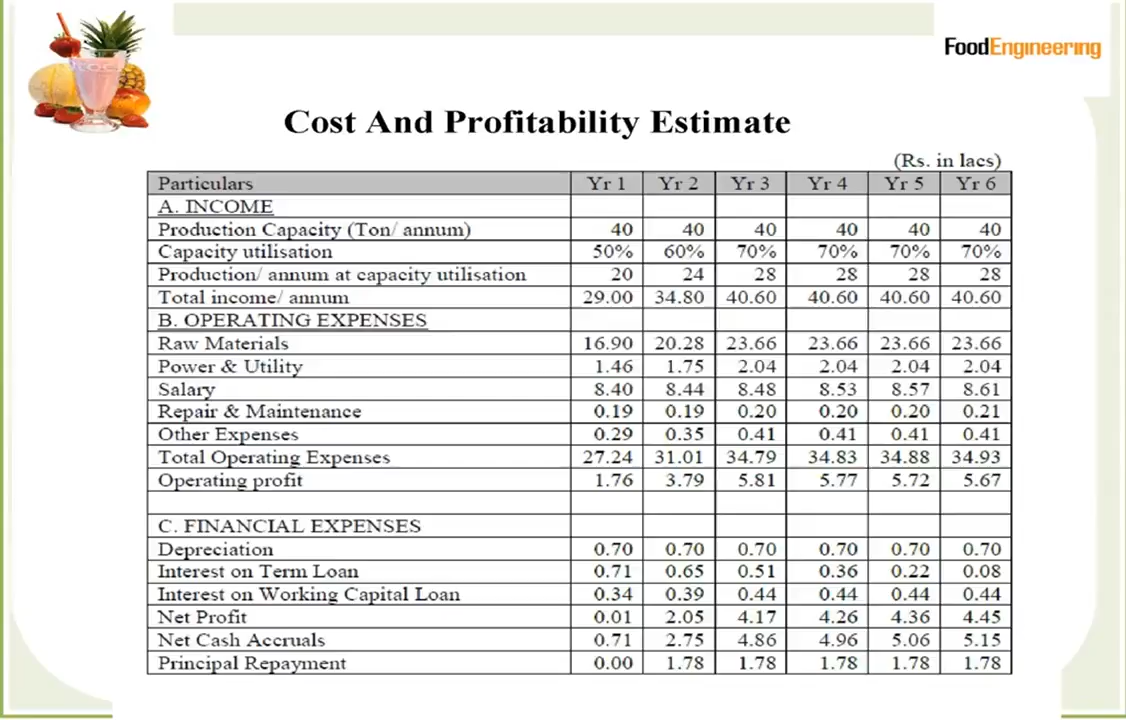 FoodEngineering
Cost And Profitability Estimate
(Rs. in lacs)
Particulars Yr 1 Yr 2 Yr 3 Yr 4 Yr 5 Yr 6
A. INCOME
Production Capacity (Ton/ annum) 40 40 40 40 40 40
Capacity utilisation 50% 60% 70% 70% 70% 70%
Production/ annum at capacity utilisation 20 24 28 28 28 28
Total income/ annum 29.00 34.80 40.60 40.60 40.60 40.60
B. OPERATING EXPENSES
Raw Materials 16.90 20.28 23.66 23.66 23.66 23.66
Power & Utility 1.46 1.75 2.04 2.04 2.04 2.04
Salary 8.40 8.44 8.48 8.53 8.57 8.61
Repair & Maintenance 0.19 0.19 0.20 0.20 0.20 0.21
Other Expenses 0.29 0.35 0.41 0.41 0.41 0.41
Total Operating Expenses 27.24 31.01 34.79 34.83 34.88 34.93
Operating profit 1.76 3.79 5.81 5.77 5.72 5.67
C. FINANCIAL EXPENSES
Depreciation 0.70 0.70 0.70 0.70 0.70 0.70
Interest on Term Loan 0.71 0.65 0.51 0.36 0.22 0.08
Interest on Working Capital Loan 0.34 0.39 0.44 0.44 0.44 0.44
Net Profit 0.01 2.05 4.17 4.26 4.36 4.45
Net Cash Accruals 0.71 2.75 4.86 4.96 5.06 5.15
Principal Repayment 0.00 1.78 1.78 1.78 1.78 1.78